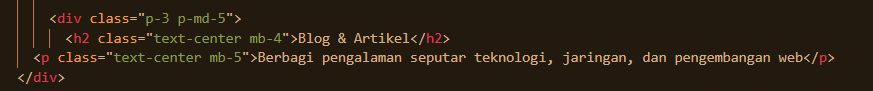 <div class="p-3 p-md-5">
<h2 class="text-center mb-4">Blog & Artikel</h2>
<p class="text-center mb-5">Berbagi pengalaman seputar teknologi, jaringan, dan pengembangan web</p>
</div>